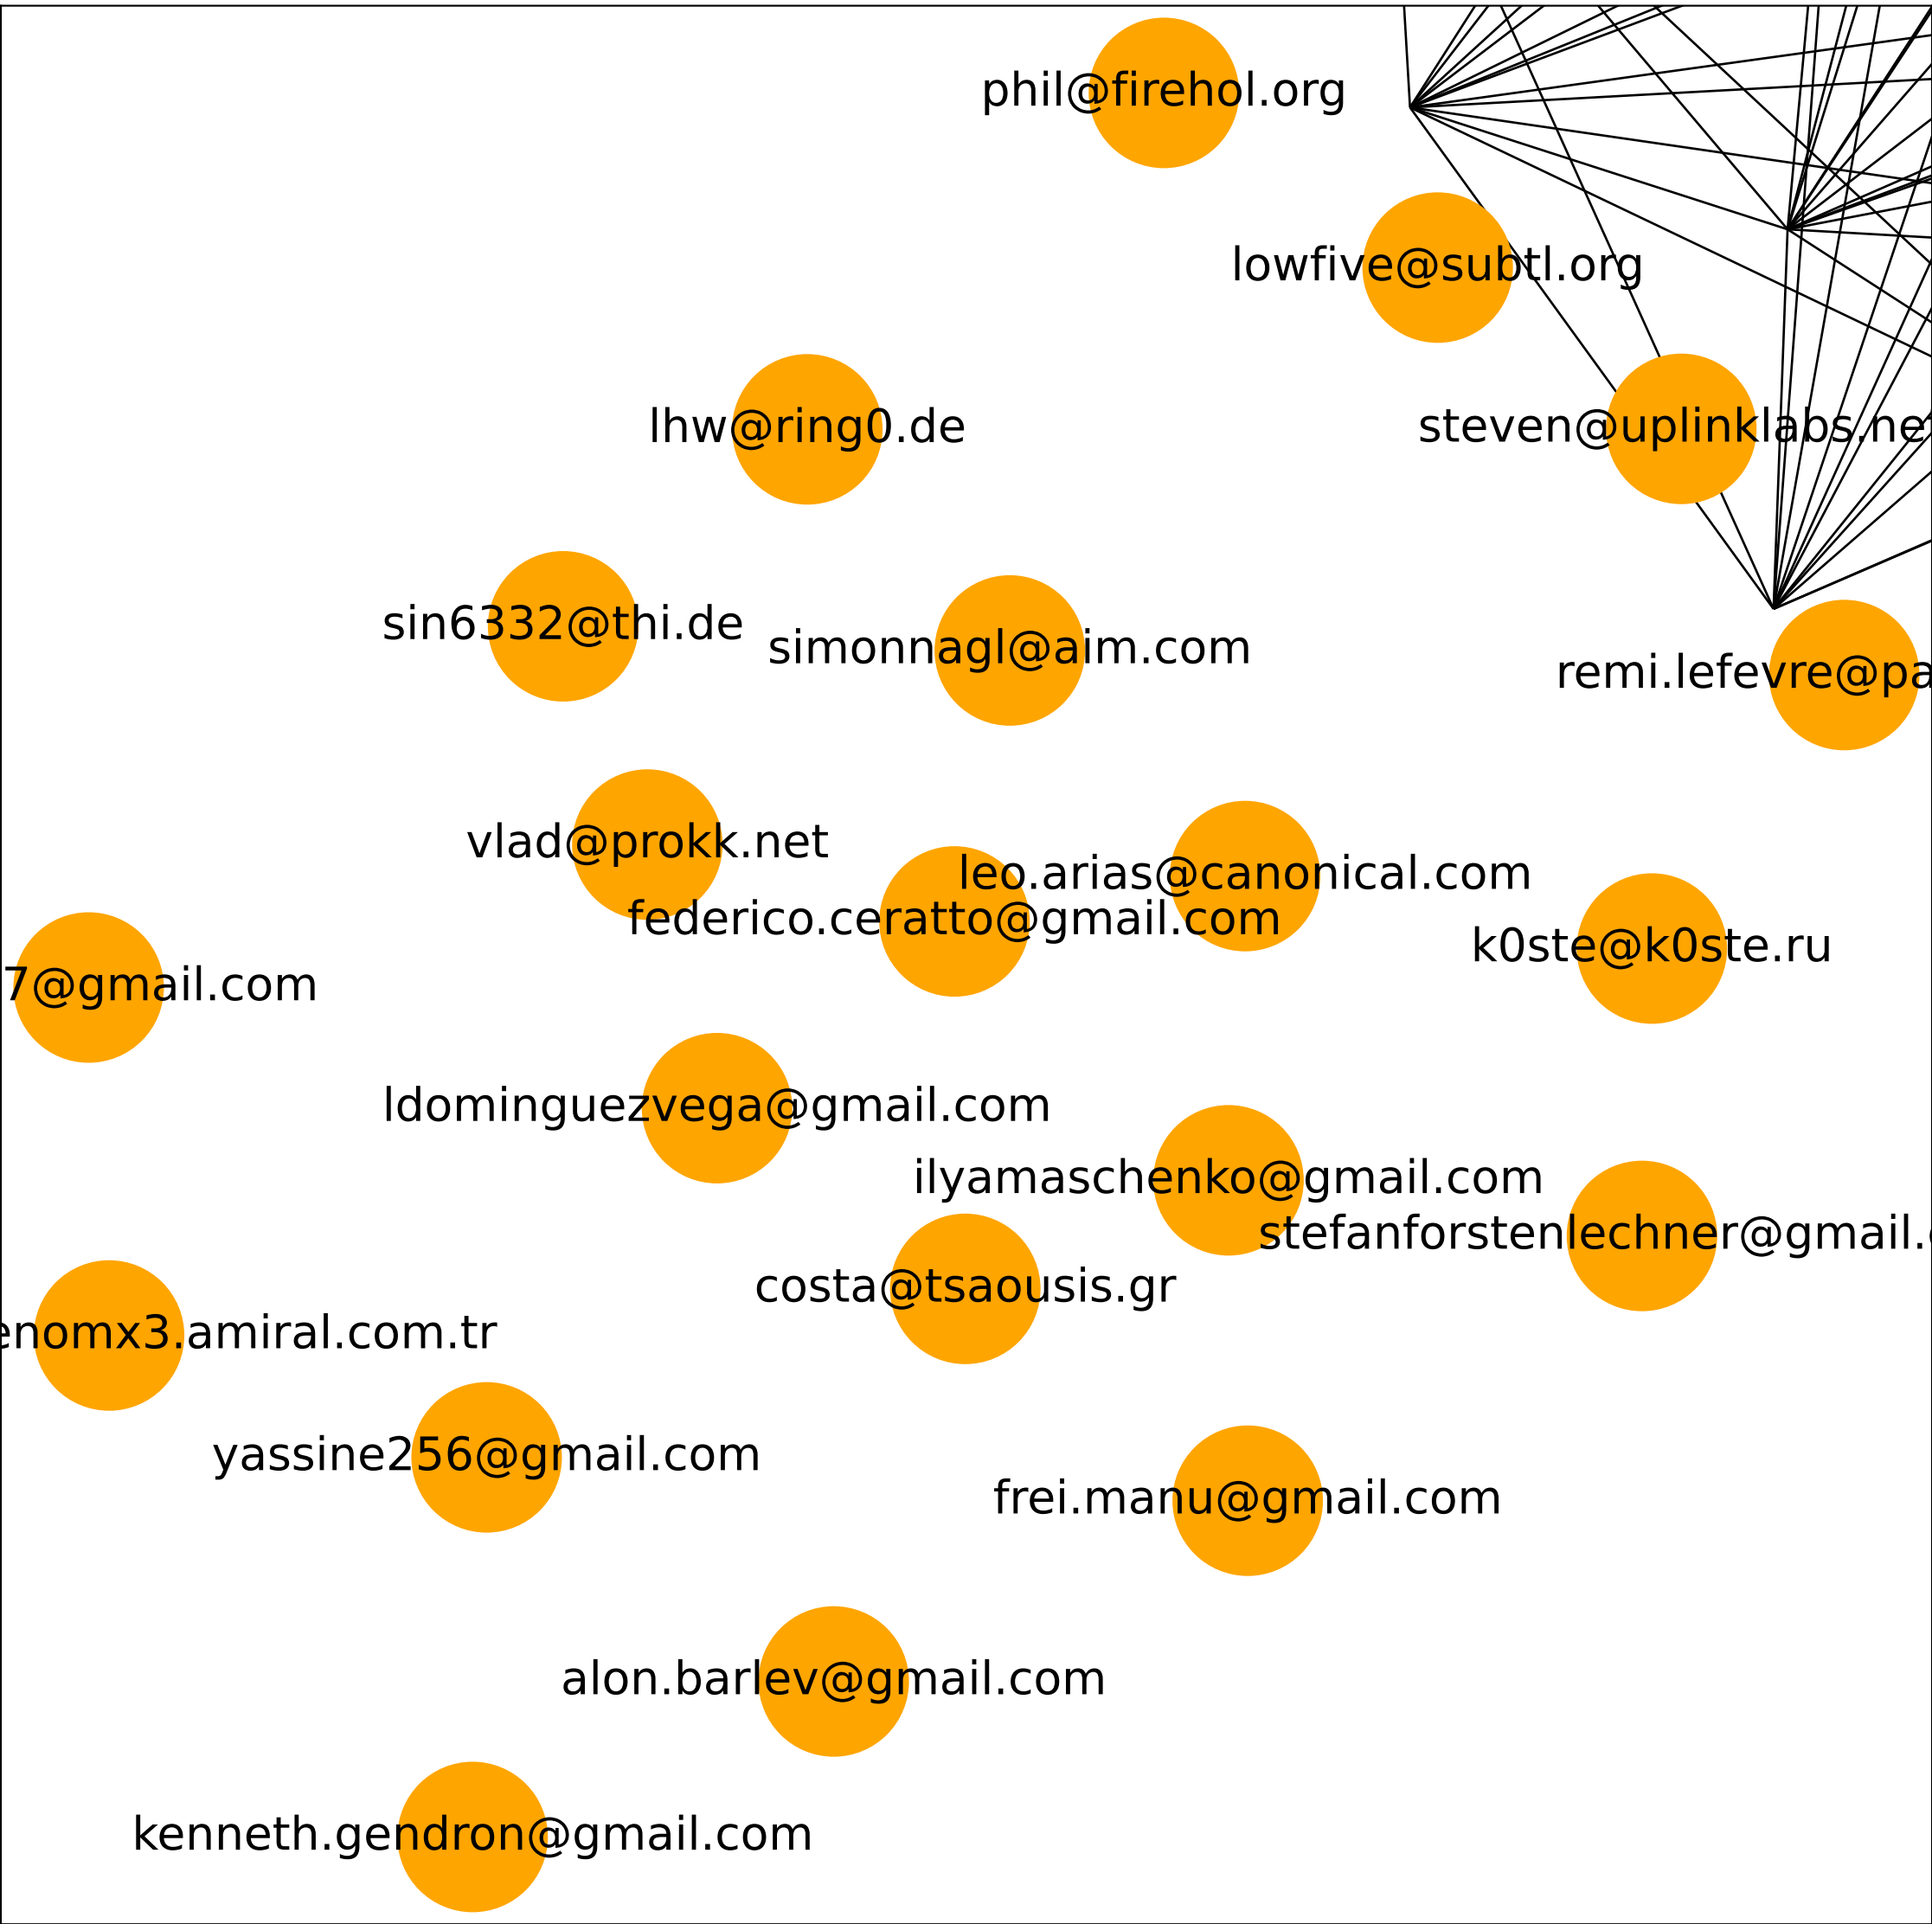 phil@firehol.org
lowfive@subtl.org
lhw@ring0.de
steven@uplinklabs.ne
sin6332@thi.de
simonnagl@aim.com
remi.lefevre@pa
vlad@prokk.net
leo.arias@canonical.com
federico.ceratto@gmail.com
k0ste@k0ste.ru
7@gmail.com
ldominguezvega@gmail.com
ilyamaschenko@gmail.com
stefanforstenlechner@gmail.c
costa@tsaousis.gr
enomx3.amiral.com.tr
yassine256@gmail.com
frei.manu@gmail.com
alon.barlev@gmail.com
kenneth.gendron@gmail.com